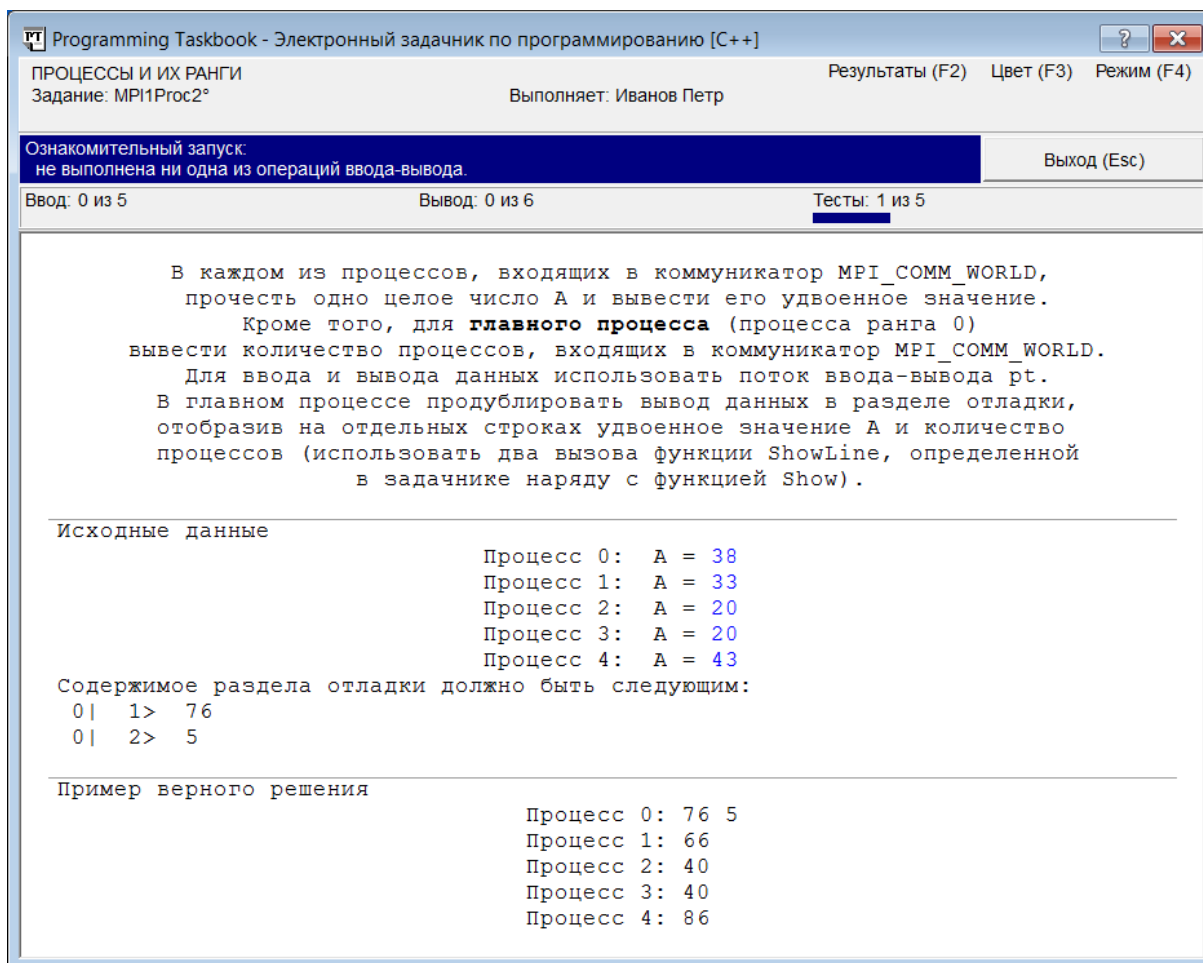 Programming Taskbook - Электронный задачник по программированию [C++]
ПРОЦЕССЫ И ИХ РАНГИ
Результаты (F2) Цвет (F3) Режим (F4)
Задание: MPI1Proc2° Выполняет: Иванов Петр
Ознакомительный запуск:
не выполнена ни одна из операций ввода-вывода.
Выход (Esc)
Ввод: 0 из 5 Вывод: 0 из 6 Тесты: 1 из 5
В каждом из процессов, входящих в коммуникатор MPI_COMM_WORLD,
прочесть одно целое число A и вывести его удвоенное значение.
Кроме того, для главного процесса (процесса ранга 0)
вывести количество процессов, входящих в коммуникатор MPI_COMM_WORLD.
Для ввода и вывода данных использовать поток ввода-вывода pt.
В главном процессе продублировать вывод данных в разделе отладки,
отобразив на отдельных строках удвоенное значение A и количество
процессов (использовать два вызова функции ShowLine, определенной
в задачнике наряду с функцией Show).
Исходные данные
Процесс 0: A = 38
Процесс 1: A = 33
Процесс 2: A = 20
Процесс 3: A = 20
Процесс 4: A = 43
Содержимое раздела отладки должно быть следующим:
0| 1> 76
0| 2> 5
Пример верного решения
Процесс 0: 76 5
Процесс 1: 66
Процесс 2: 40
Процесс 3: 40
Процесс 4: 86